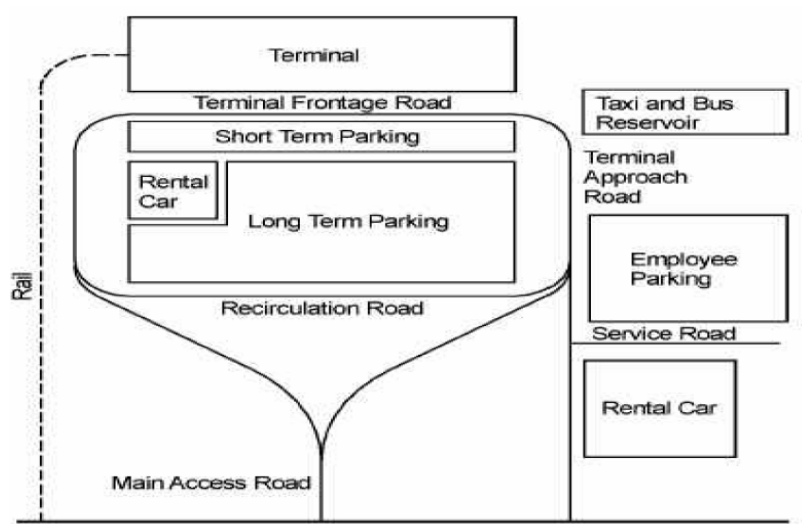 Terminal
Terminal Frontage Road
Taxi and Bus
Reservoir
Short Term Parking
Terminal
Approach
Road
Rental
Car
Long Term Parking
Employee
Parking
Rail
Recirculation Road
Service Road
Rental Car
Main Access Road